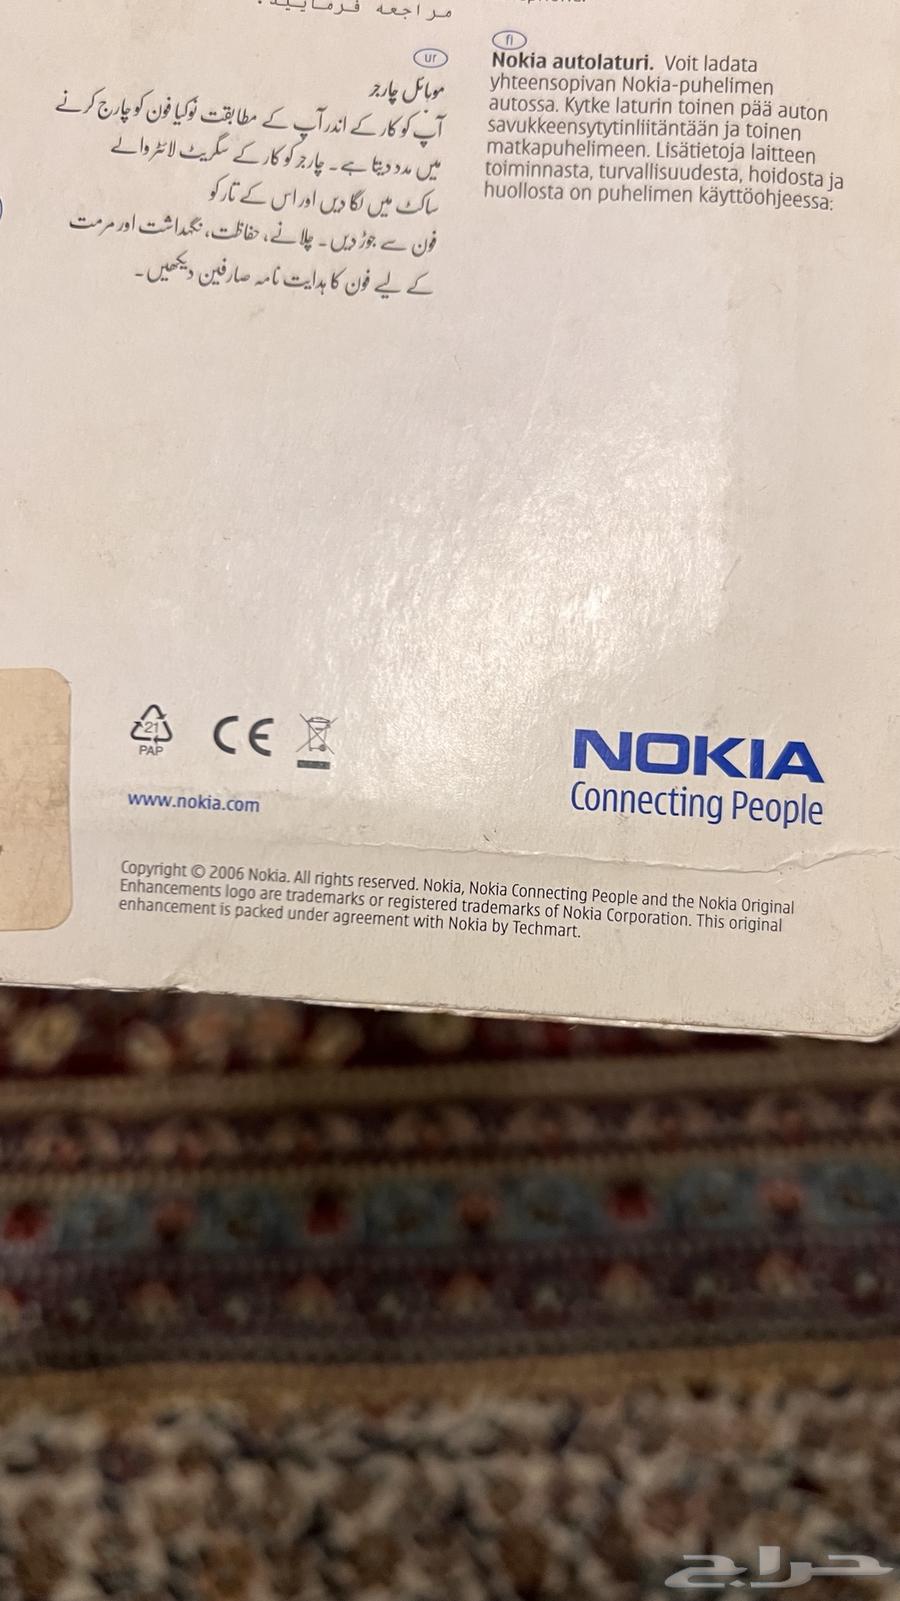 مراجعه فرمایید.
ur
موبائل چارجر
آپ کو کار کے اندر آپ کے مطابقت نوکیا فون کو چارج کرنے
میں مدد دیتا ہے۔ چارجر کو کار کے سگریٹ لائٹر والے
ساکٹ میں لگا دیں اور اس کے تار کو
فون سے جوڑ دیں۔ چلانے، حفاظت، نگہداشت اور مرمت
کے لیے فون کا ہدایت نامہ صارفین دیکھیں۔
fi
Nokia autolaturi. Voit ladata
yhteensopivan Nokia-puhelimen
autossa. Kytke laturin toinen pää auton
savukkeensytytinliitäntään ja toinen
matkapuhelimeen. Lisätietoja laitteen
toiminnasta, turvallisuudesta, hoidosta ja
huollosta on puhelimen käyttöohjeessa:
21
PAP
CE
www.nokia.com
NOKIA
Connecting People
Copyright © 2006 Nokia. All rights reserved. Nokia, Nokia Connecting People and the Nokia Original
Enhancements logo are trademarks or registered trademarks of Nokia Corporation. This original
enhancement is packed under agreement with Nokia by Techmart.
حراج